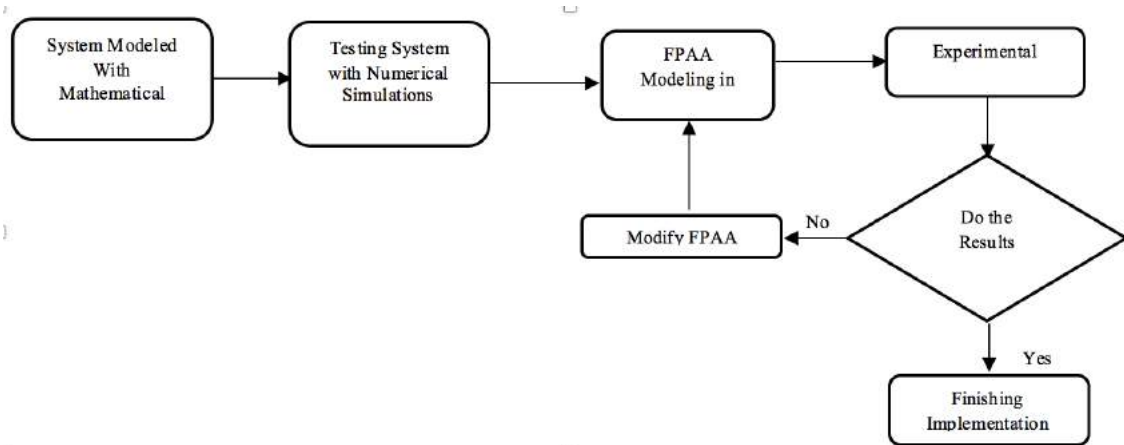 System Modeled
With
Mathematical
Testing System
with Numerical
Simulations
FPAA
Modeling in
Experimental
Do the
Results
No
Modify FPAA
Yes
Finishing
Implementation